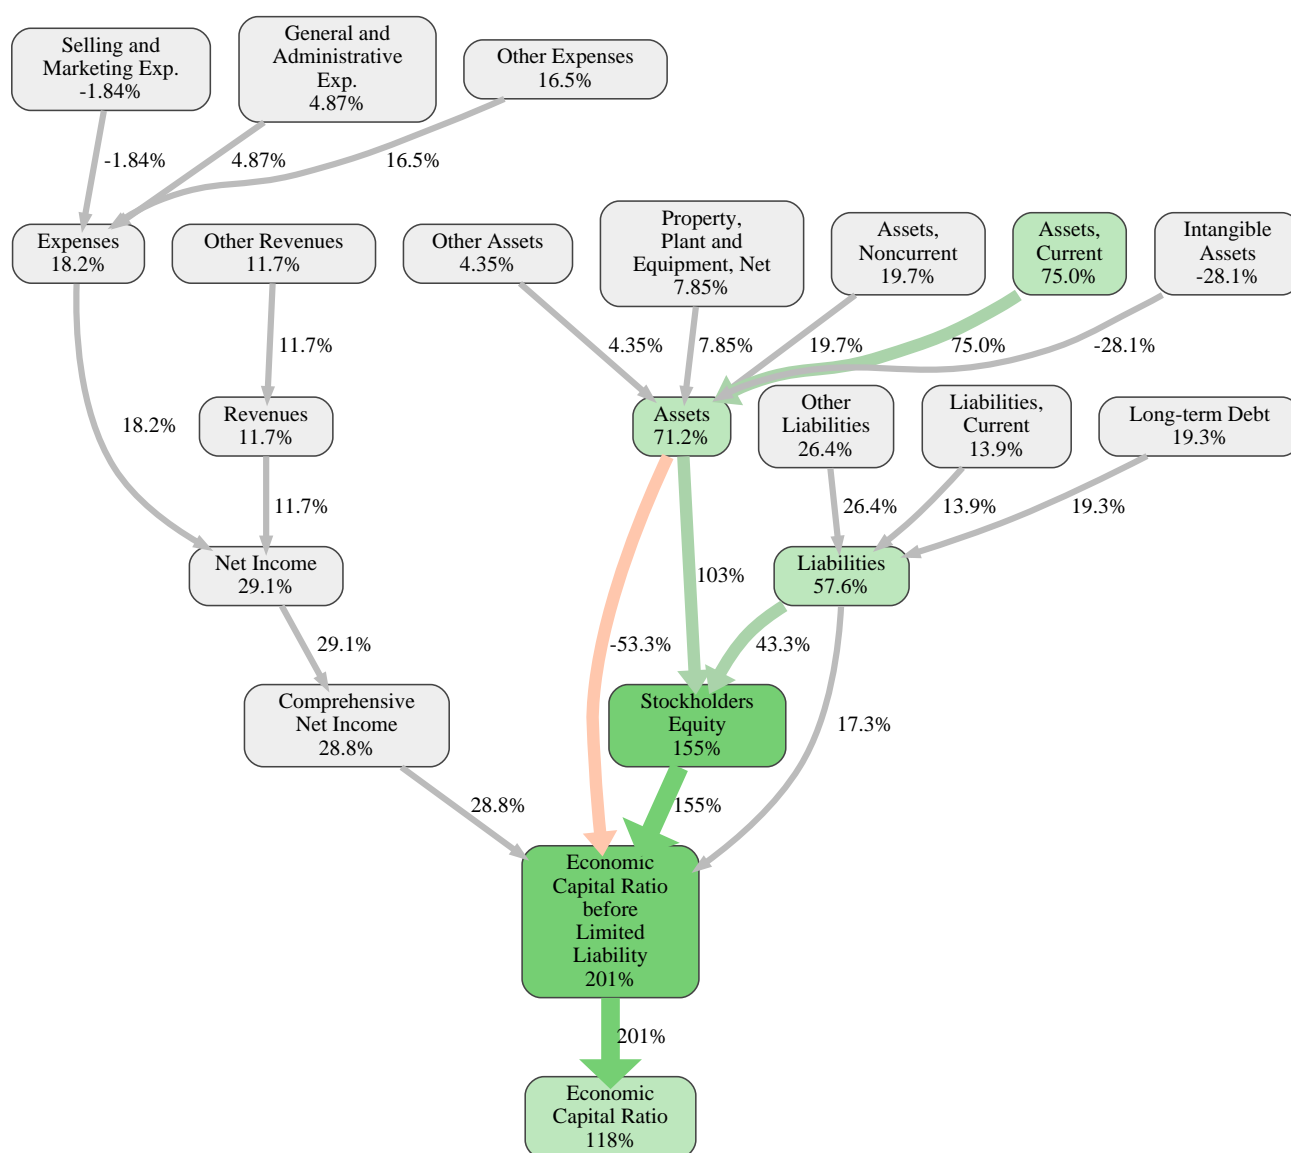 Selling and
Marketing Exp.
-1.84%
General and
Administrative
Exp.
4.87%
Other Expenses
16.5%
-1.84%
4.87%
16.5%
Expenses
18.2%
Other Revenues
11.7%
Other Assets
4.35%
Property,
Plant and
Equipment, Net
7.85%
Assets,
Noncurrent
19.7%
Assets,
Current
75.0%
Intangible
Assets
-28.1%
11.7%
4.35%
7.85%
19.7%
75.0%
-28.1%
18.2%
Revenues
11.7%
Assets
71.2%
Other
Liabilities
26.4%
Liabilities,
Current
13.9%
Long-term Debt
19.3%
11.7%
26.4%
13.9%
19.3%
Net Income
29.1%
103%
Liabilities
57.6%
29.1%
-53.3%
43.3%
Comprehensive
Net Income
28.8%
Stockholders
Equity
155%
17.3%
28.8%
155%
Economic
Capital Ratio
before
Limited
Liability
201%
201%
Economic
Capital Ratio
118%